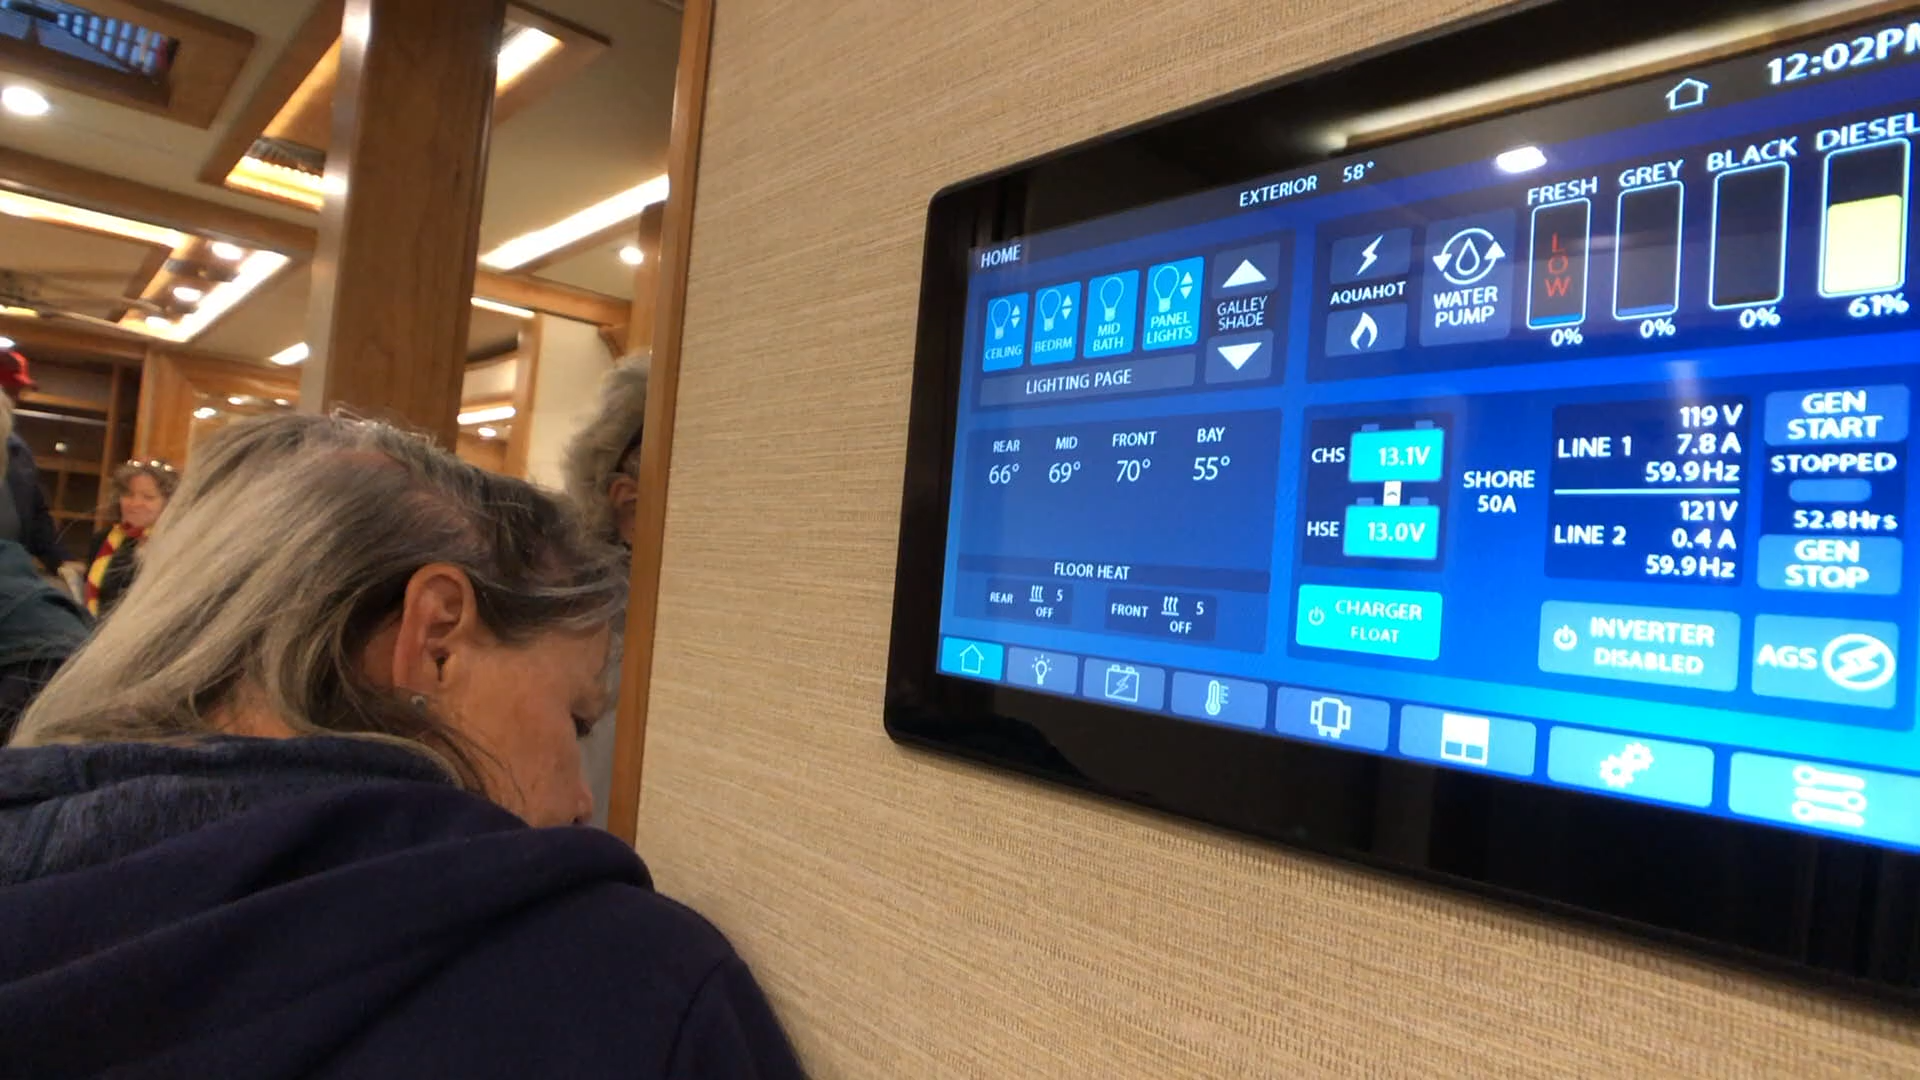 12:02PM
EXTERIOR 58°
HOME
CEILING
BEDRM
MID
BATH
PANEL
LIGHTS
GALLEY
SHADE
LIGHTING PAGE
AQUAHOT
WATER
PUMP
FRESH
LOW
0%
GREY
0%
BLACK
0%
DIESEL
61%
REAR
66°
MID
69°
FRONT
70°
BAY
55°
FLOOR HEAT
REAR 5
OFF
FRONT 5
OFF
CHS 13.1V
HSE 13.0V
CHARGER
FLOAT
SHORE
50A
LINE 1
119 V
7.8 A
59.9Hz
LINE 2
121 V
0.4 A
59.9Hz
GEN
START
STOPPED
52.8Hrs
GEN
STOP
INVERTER
DISABLED
AGS